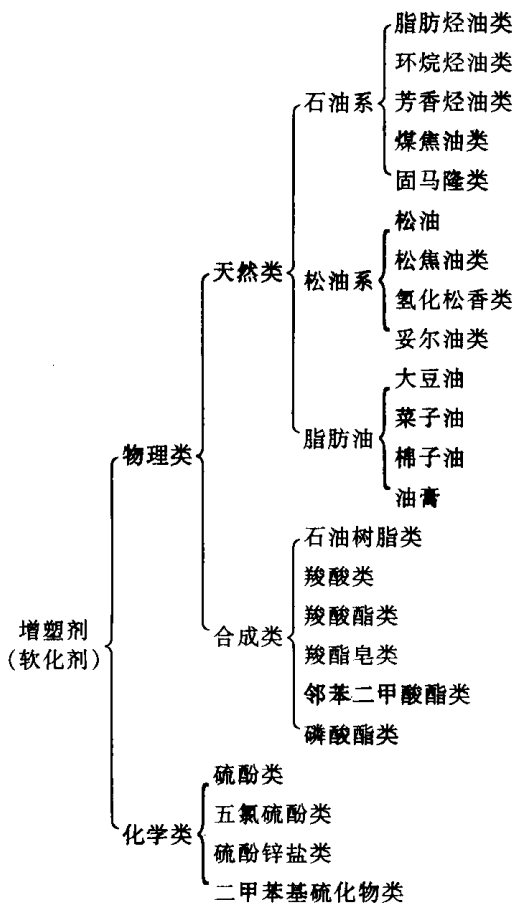 脂肪烃油类
环烷烃油类
石油系
芳香烃油类
煤焦油类
固马隆类
松油
松焦油类
天然类
松油系
氢化松香类
妥尔油类
大豆油
菜子油
脂肪油
物理类
棉子油
油膏
石油树脂类
羧酸类
羧酸酯类
增塑剂
合成类
(软化剂)
羧酯皂类
邻苯二甲酸酯类
磷酸酯类
硫酚类
五氯硫酚类
化学类
硫酚锌盐类
二甲苯基硫化物类